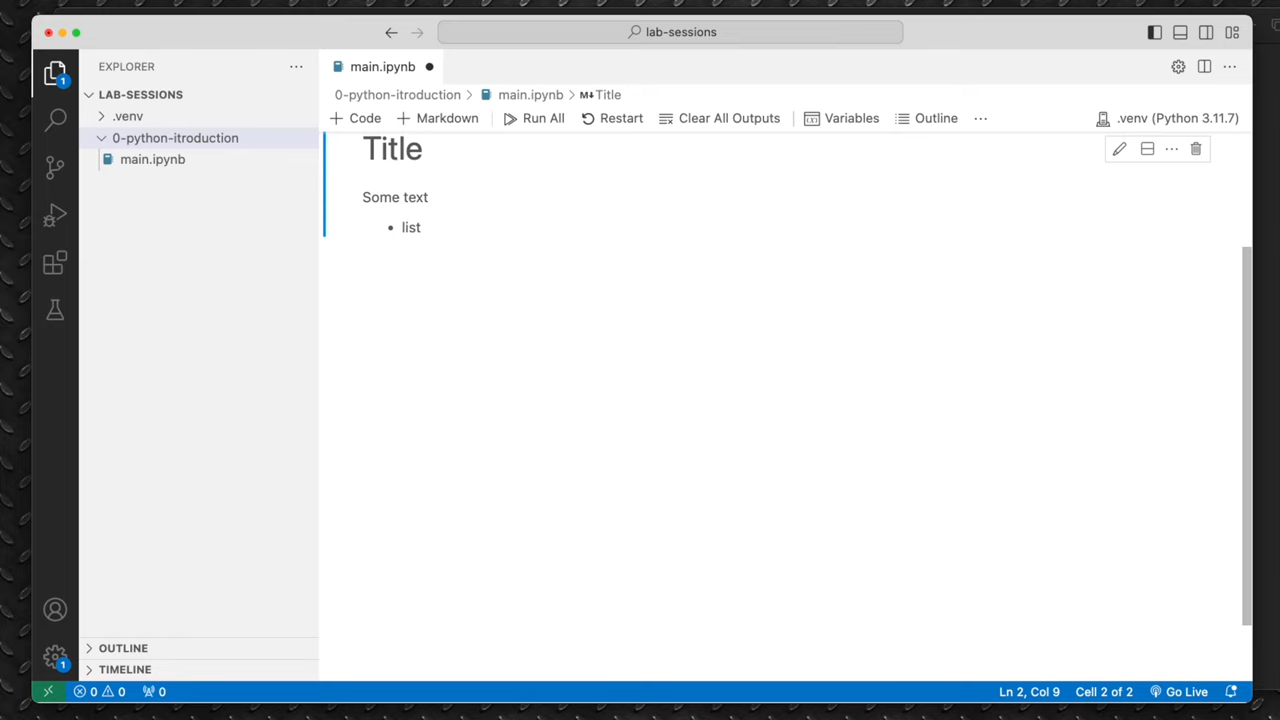 lab-sessions
EXPLORER
main.ipynb
1
LAB-SESSIONS
0-python-itroduction
main.ipynb
Title
.venv
Code
Markdown
Run All
Restart
Clear All Outputs
Variables
Outline
.venv (Python 3.11.7)
0-python-itroduction
Title
main.ipynb
Some text
list
OUTLINE
1
TIMELINE
0
0
0
Ln 2, Col 9
Cell 2 of 2
Go Live